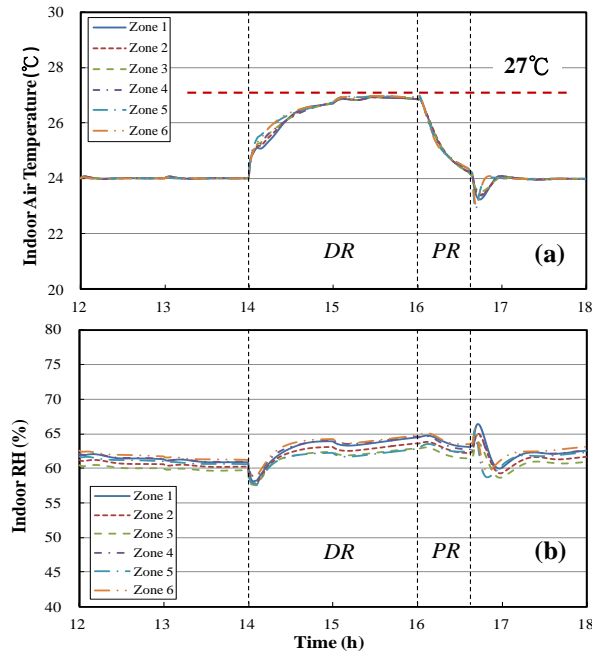 30
28
26
24
22
20
Indoor Air Temperature (℃)
Zone 1
Zone 2
Zone 3
Zone 4
Zone 5
Zone 6
27℃
DR
PR
(a)
12 13 14 15 16 17 18
80
75
70
65
60
55
50
45
40
Indoor RH (%)
Zone 1
Zone 2
Zone 3
Zone 4
Zone 5
Zone 6
DR
PR
(b)
12 13 14 15 16 17 18
Time (h)